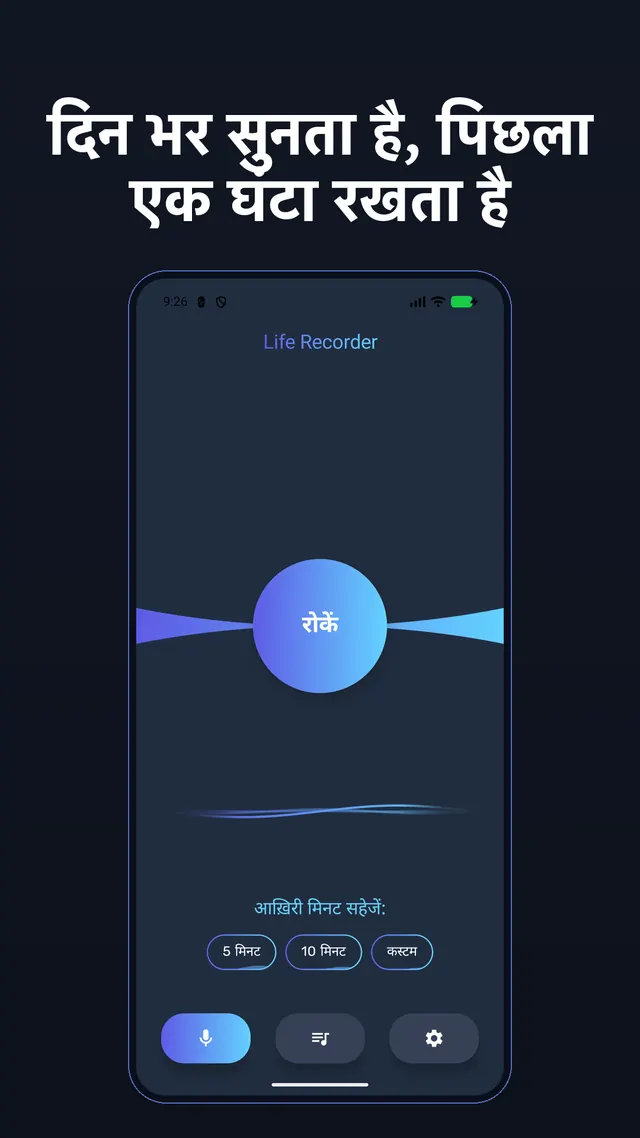 दिन भर सुनता है, पिछला
एक घंटा रखता है
9:26
Life Recorder
रोकें
आख़िरी मिनट सहेजें:
5 मिनट
10 मिनट
कस्टम